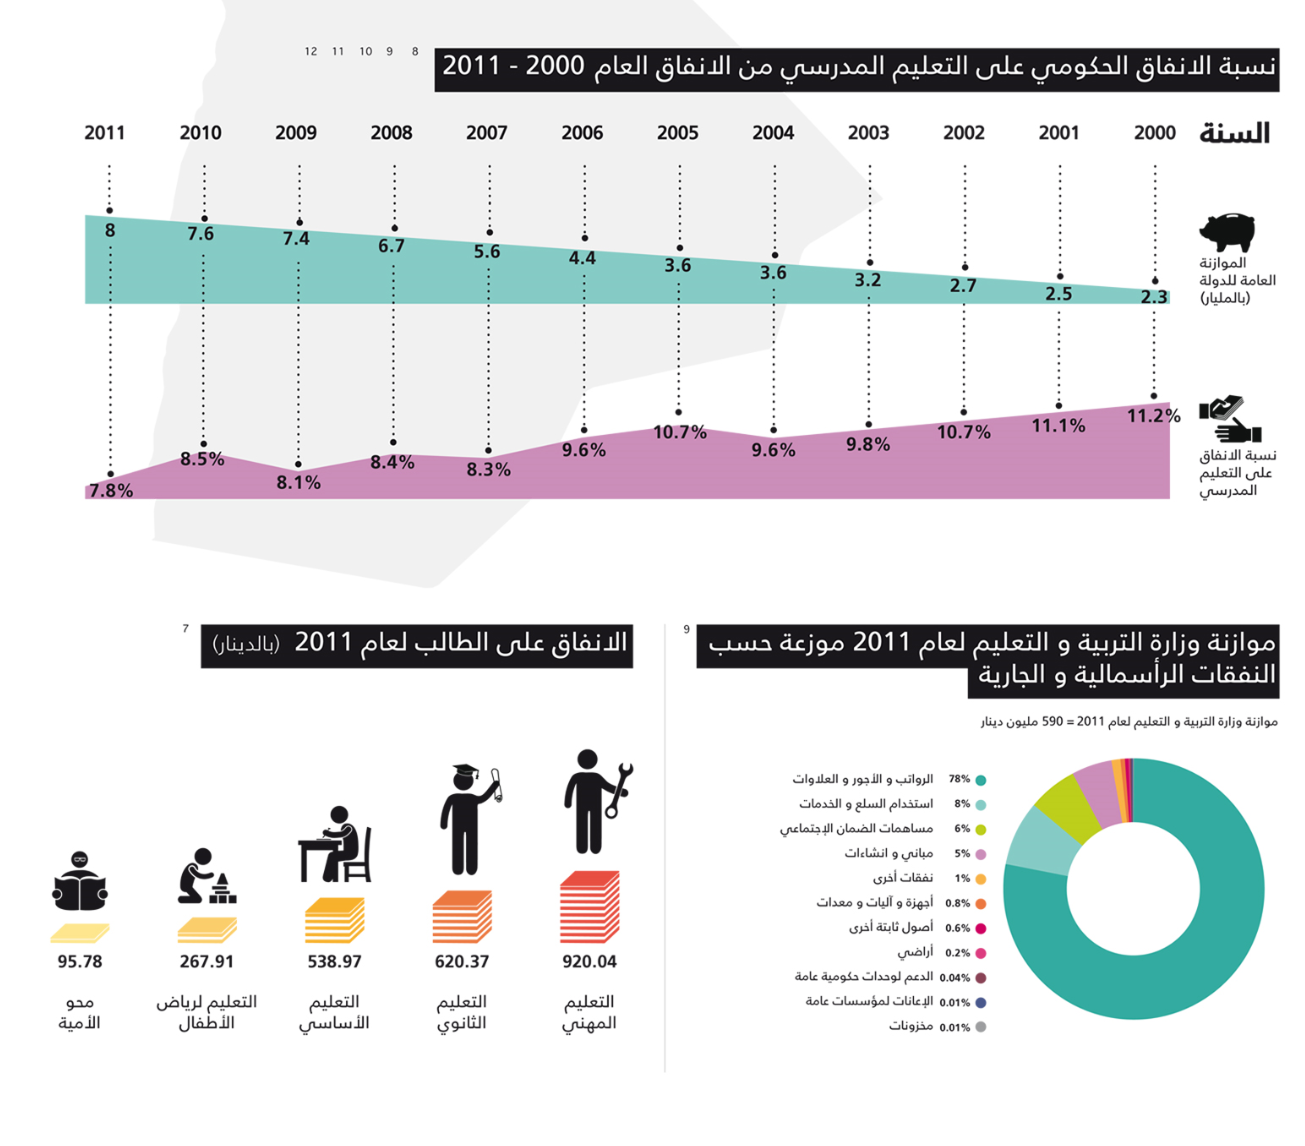 نسبة الانفاق الحكومي على التعليم المدرسي من الانفاق العام 2000 - 2011
8 9 10 11 12
السنة 2000 2001 2002 2003 2004 2005 2006 2007 2008 2009 2010 2011
الموازنة
العامة للدولة
(بالمليار)
2.3 2.5 2.7 3.2 3.6 3.6 4.4 5.6 6.7 7.4 7.6 8
نسبة الانفاق
على التعليم
المدرسي
11.2% 11.1% 10.7% 9.8% 9.6% 10.7% 9.6% 8.3% 8.4% 8.1% 8.5% 7.8%
موازنة وزارة التربية و التعليم لعام 2011 موزعة حسب
النفقات الرأسمالية و الجارية
9
موازنة وزارة التربية و التعليم لعام 2011 = 590 مليون دينار
78% الرواتب و الأجور و العلاوات
8% استخدام السلع و الخدمات
6% مساهمات الضمان الإجتماعي
5% مباني و انشاءات
1% نفقات أخرى
0.8% أجهزة و آليات و معدات
0.6% أصول ثابتة أخرى
0.2% أراضي
0.04% الدعم لوحدات حكومية عامة
0.01% الإعانات لمؤسسات عامة
0.01% مخزونات
الانفاق على الطالب لعام 2011 (بالدينار)
7
920.04
التعليم
المهني
620.37
التعليم
الثانوي
538.97
التعليم
الأساسي
267.91
التعليم لرياض
الأطفال
95.78
محو
الأمية